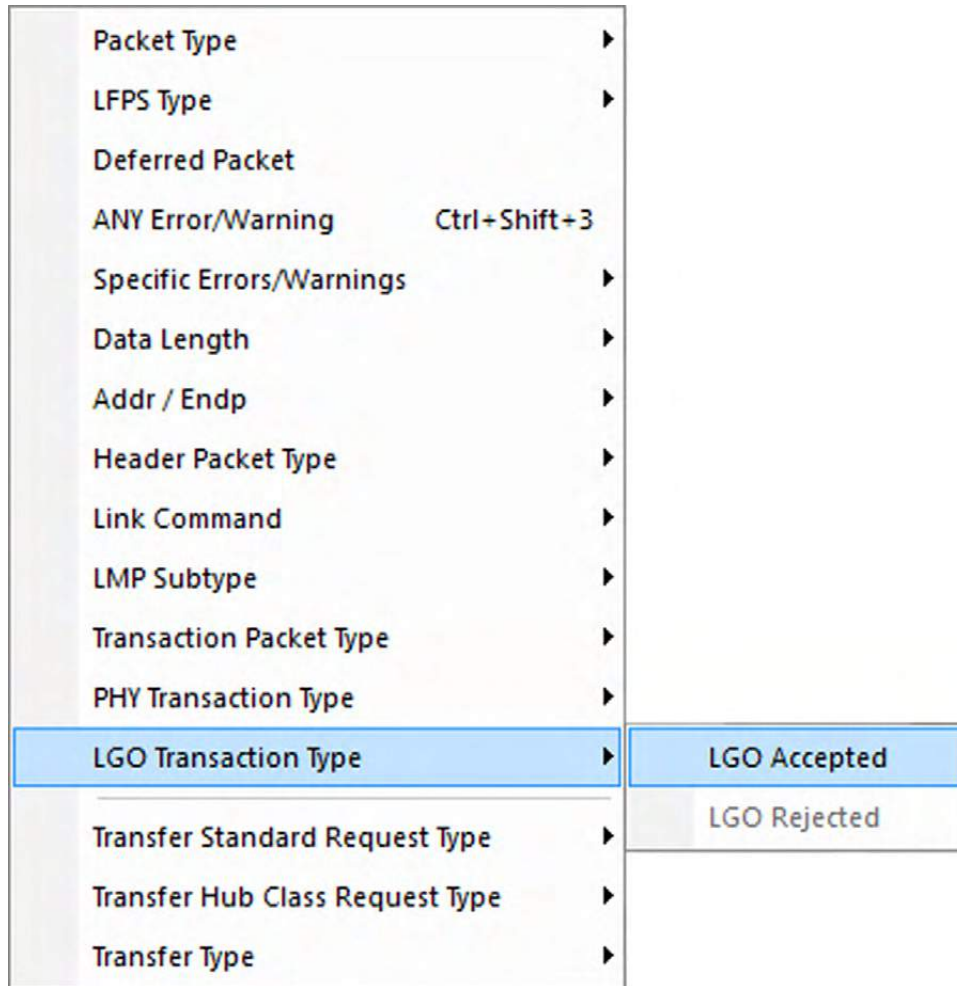 Packet Type
LFPS Type
Deferred Packet
ANY Error/Warning Ctrl+Shift+3
Specific Errors/Warnings
Data Length
Addr / Endp
Header Packet Type
Link Command
LMP Subtype
Transaction Packet Type
PHY Transaction Type
LGO Transaction Type
LGO Accepted
LGO Rejected
Transfer Standard Request Type
Transfer Hub Class Request Type
Transfer Type